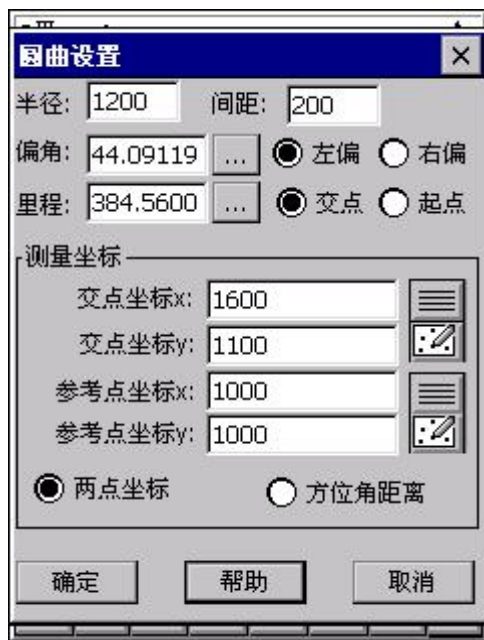 圆曲设置
半径: 1200 间距: 200
偏角: 44.09119 ... 左偏 右偏
里程: 384.5600 ... 交点 起点
测量坐标
交点坐标x: 1600
交点坐标y: 1100
参考点坐标x: 1000
参考点坐标y: 1000
两点坐标 方位角距离
确定 帮助 取消